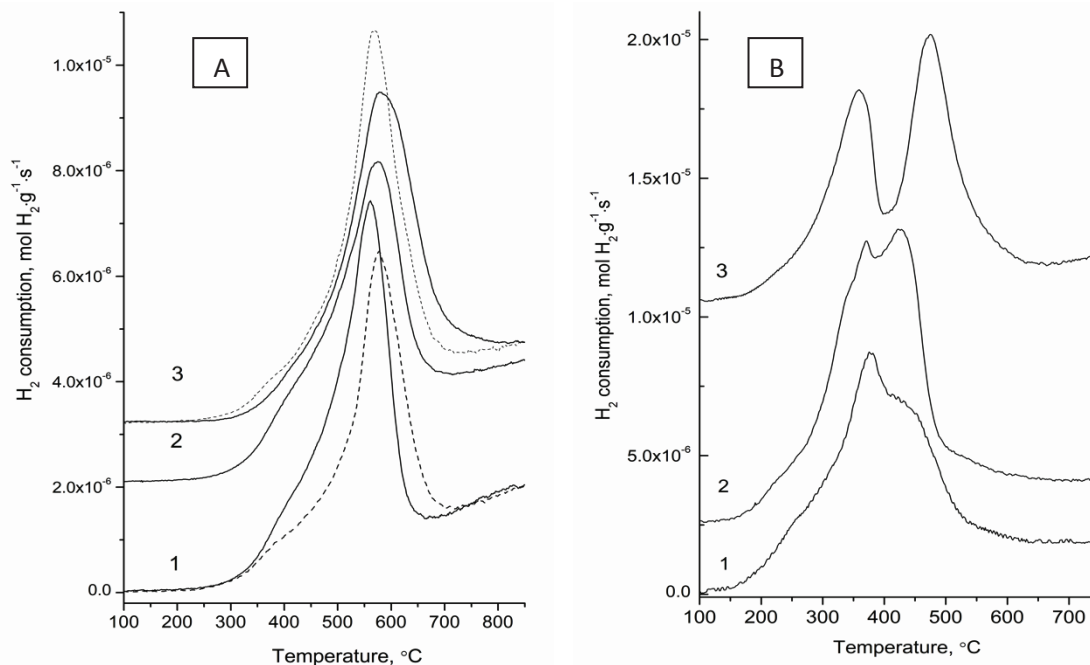 A
H₂ consumption, mol H₂·g⁻¹·s⁻¹
1.0x10⁻⁵
8.0x10⁻⁶
6.0x10⁻⁶
4.0x10⁻⁶
2.0x10⁻⁶
0.0
3
2
1
100 200 300 400 500 600 700 800
Temperature, °C
B
H₂ consumption, mol H₂·g⁻¹·s⁻¹
2.0x10⁻⁵
1.5x10⁻⁵
1.0x10⁻⁵
5.0x10⁻⁶
0.0
3
2
1
100 200 300 400 500 600 700
Temperature, °C